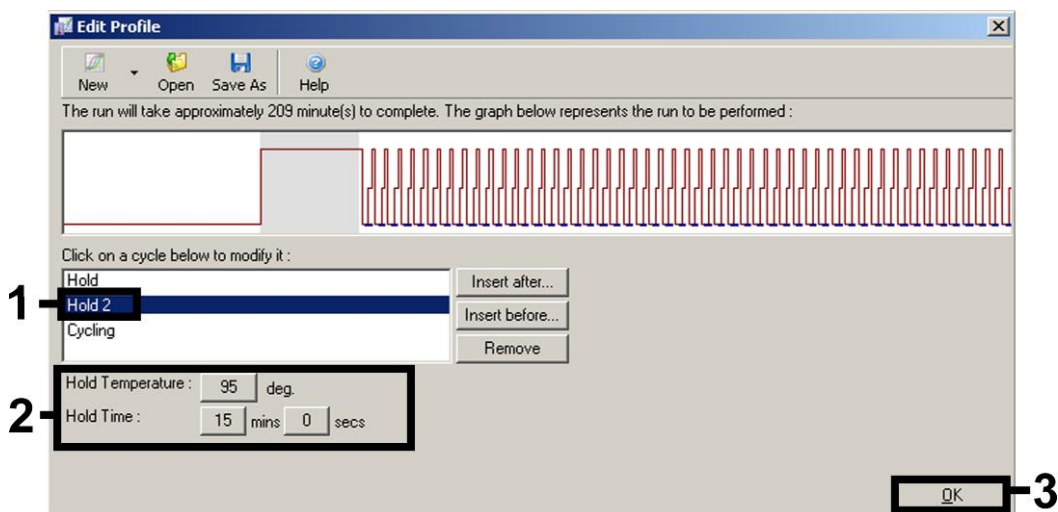 Edit Profile
New Open Save As Help
The run will take approximately 209 minute(s) to complete. The graph below represents the run to be performed :
Click on a cycle below to modify it :
Hold
Insert after...
1 Hold 2
Insert before...
Cycling
Remove
2
Hold Temperature : 95 deg.
Hold Time : 15 mins 0 secs
OK 3